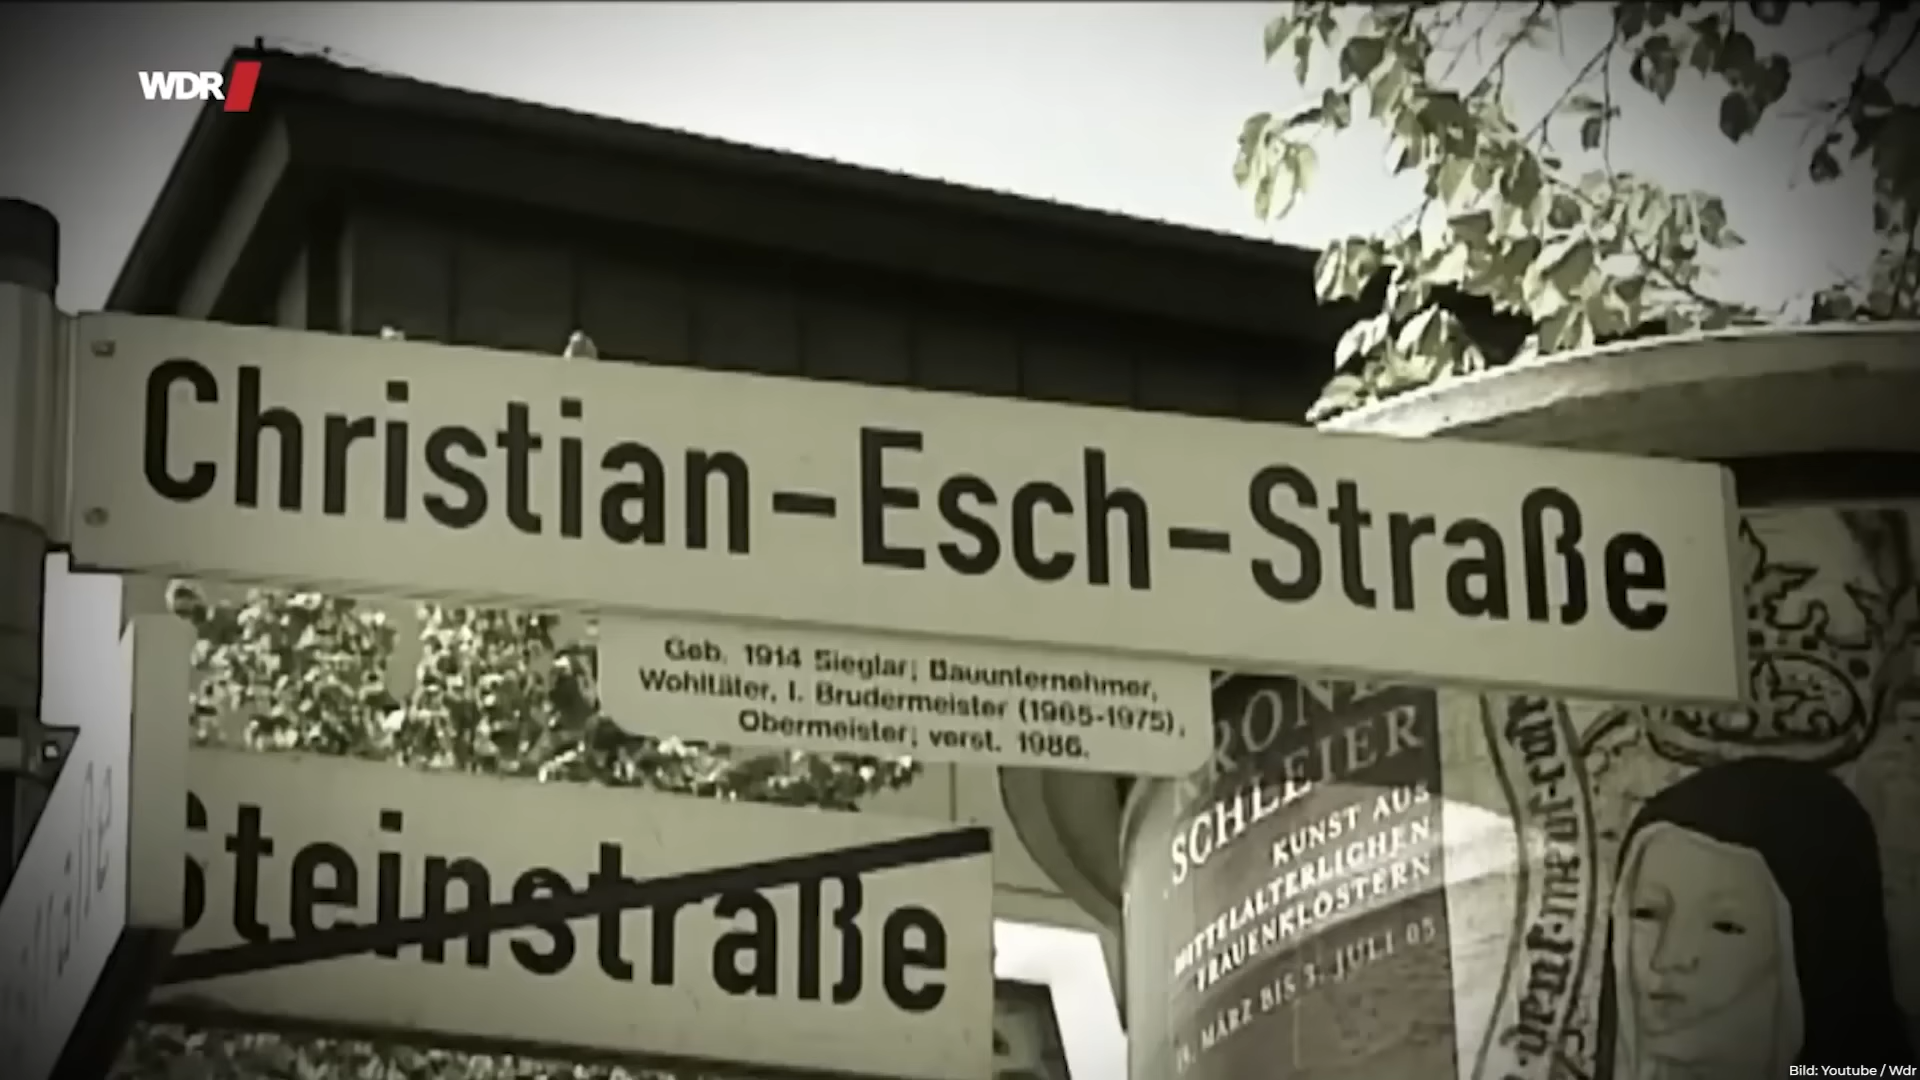 WDR
Christian-Esch-Straße
Geb. 1914 Sieglar; Bauunternehmer,
Wohltäter, I. Brudermeister (1965-1975),
Obermeister; verst. 1986.
Steinstraße
SCHLEIER
KUNST AUS
MITTELALTERLICHEN
FRAUENKLÖSTERN
MÄRZ BIS 3. JULI 05
Bild: Youtube / Wdr